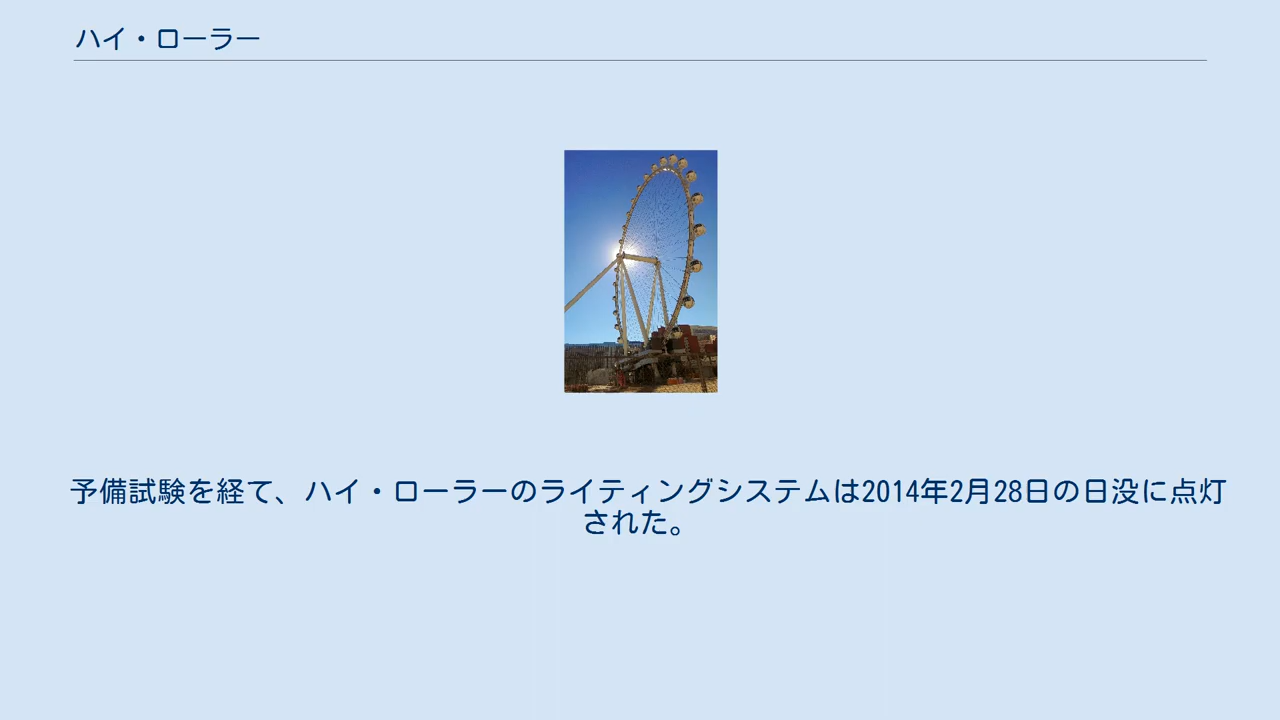 ハイ・ローラー
予備試験を経て、ハイ・ローラーのライティングシステムは2014年2月28日の日没に点灯
された。